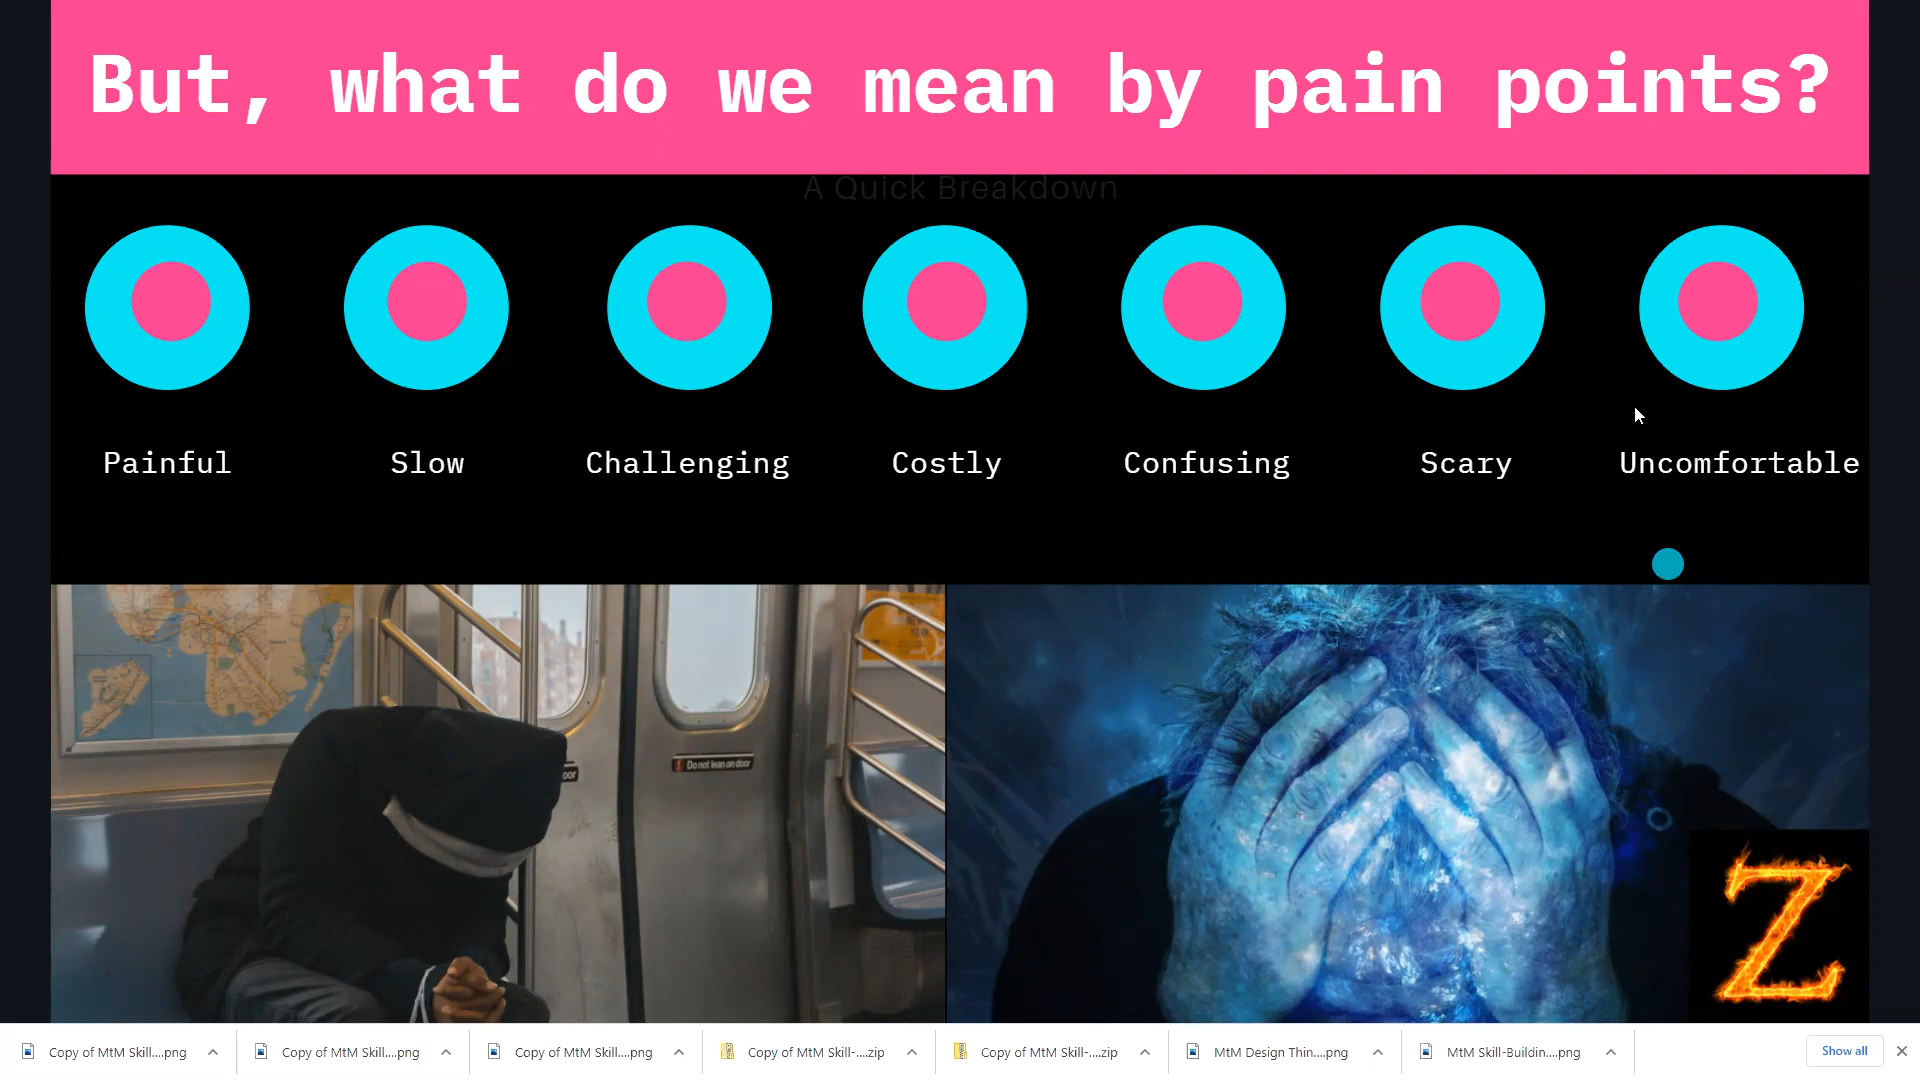 But, what do we mean by pain points?
A Quick Breakdown
Painful Slow Challenging Costly Confusing Scary Uncomfortable
NEW
YORK
oor
Do not lean on door
Z
Copy of MtM Skill....png Copy of MtM Skill....png Copy of MtM Skill....png Copy of MtM Skill-....zip Copy of MtM Skill-....zip MtM Design Thin....png MtM Skill-Buildin....png Show all